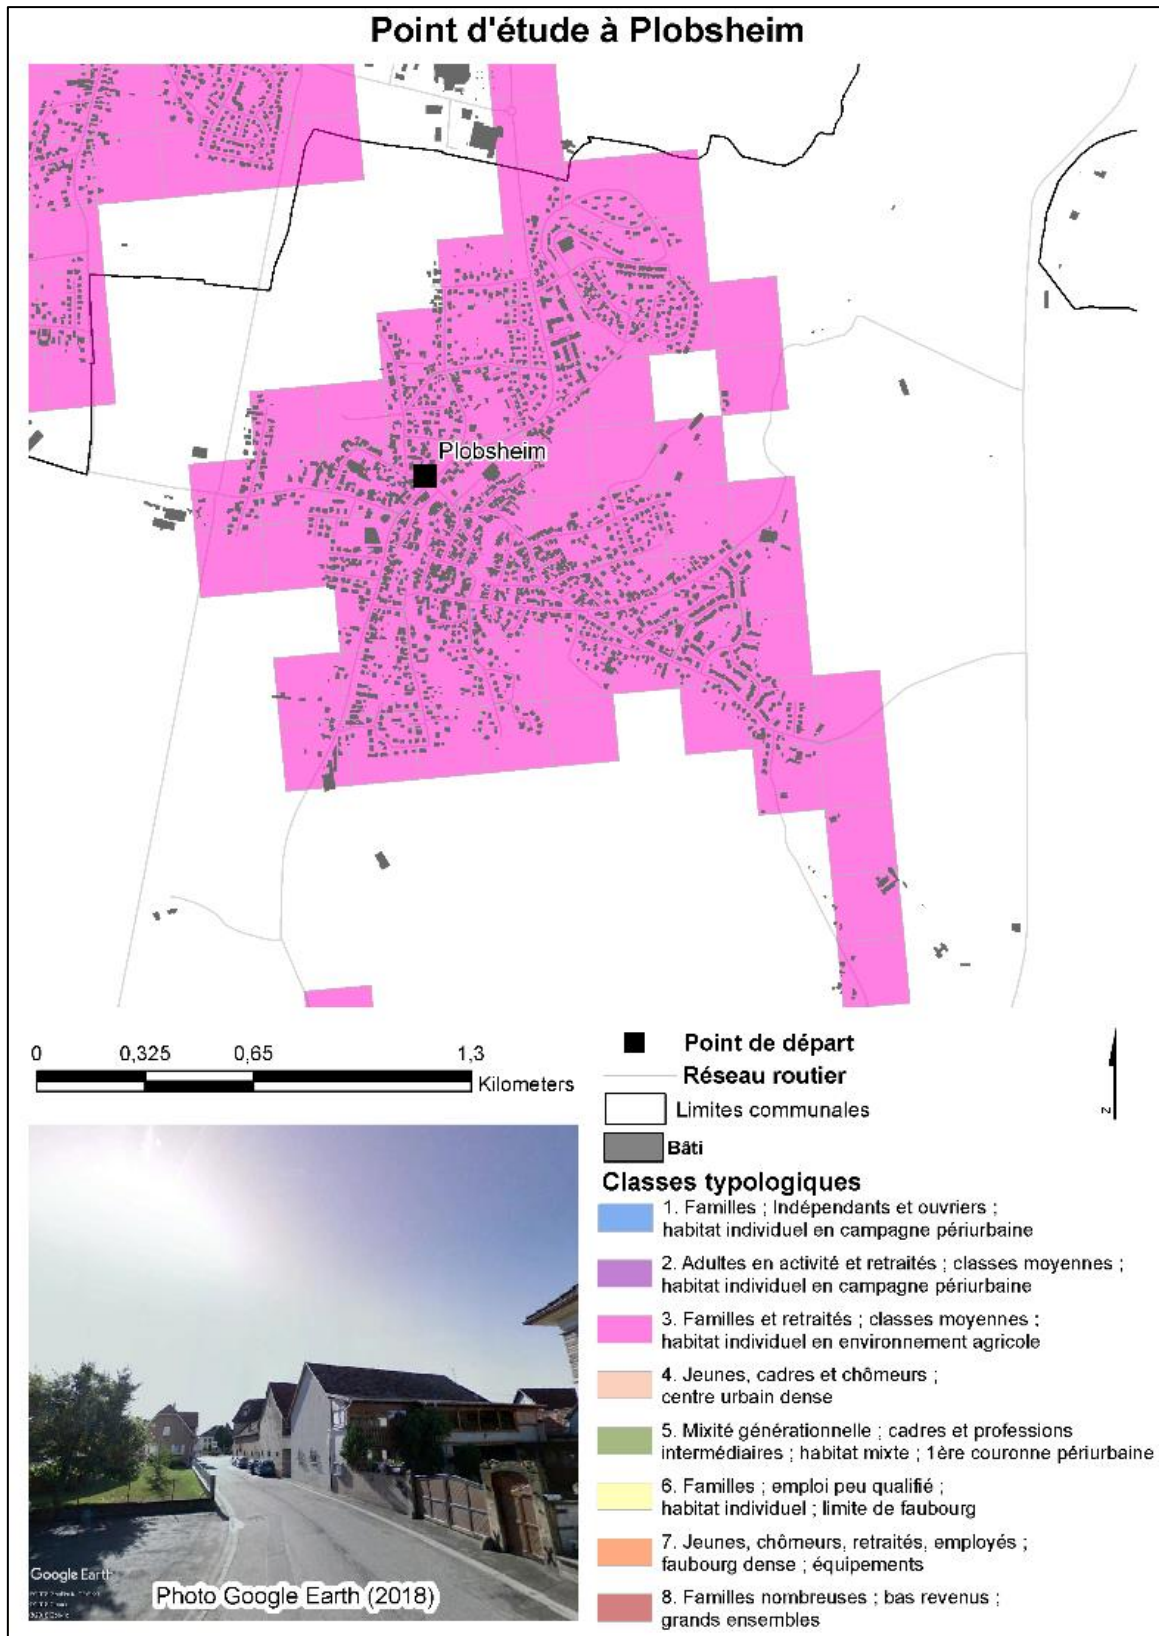 Point d'étude à Plobsheim
Plobsheim
0 0,325 0,65 1,3
Kilometers
Point de départ
Réseau routier
Limites communales
Bâti
N
Classes typologiques
1. Familles ; Indépendants et ouvriers ;
habitat individuel en campagne périurbaine
2. Adultes en activité et retraités ; classes moyennes ;
habitat individuel en campagne périurbaine
3. Familles et retraités ; classes moyennes ;
habitat individuel en environnement agricole
4. Jeunes, cadres et chômeurs ;
centre urbain dense
5. Mixité générationnelle ; cadres et professions
intermédiaires ; habitat mixte ; 1ère couronne périurbaine
6. Familles ; emploi peu qualifié ;
habitat individuel ; limite de faubourg
7. Jeunes, chômeurs, retraités, employés ;
faubourg dense ; équipements
8. Familles nombreuses ; bas revenus ;
grands ensembles
Google Earth
Photo Google Earth (2018)